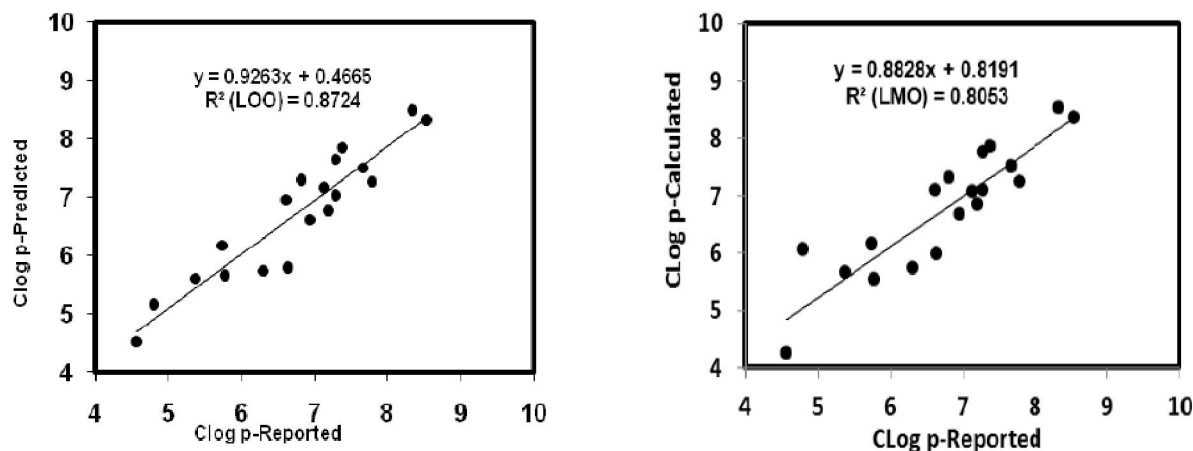 10
9
8
7
6
5
4
Clog p-Predicted
y = 0.9263x + 0.4665
R² (LOO) = 0.8724
4 5 6 7 8 9 10
Clog p-Reported
10
9
8
7
6
5
4
CLog p-Calculated
y = 0.8828x + 0.8191
R² (LMO) = 0.8053
4 5 6 7 8 9 10
CLog p-Reported